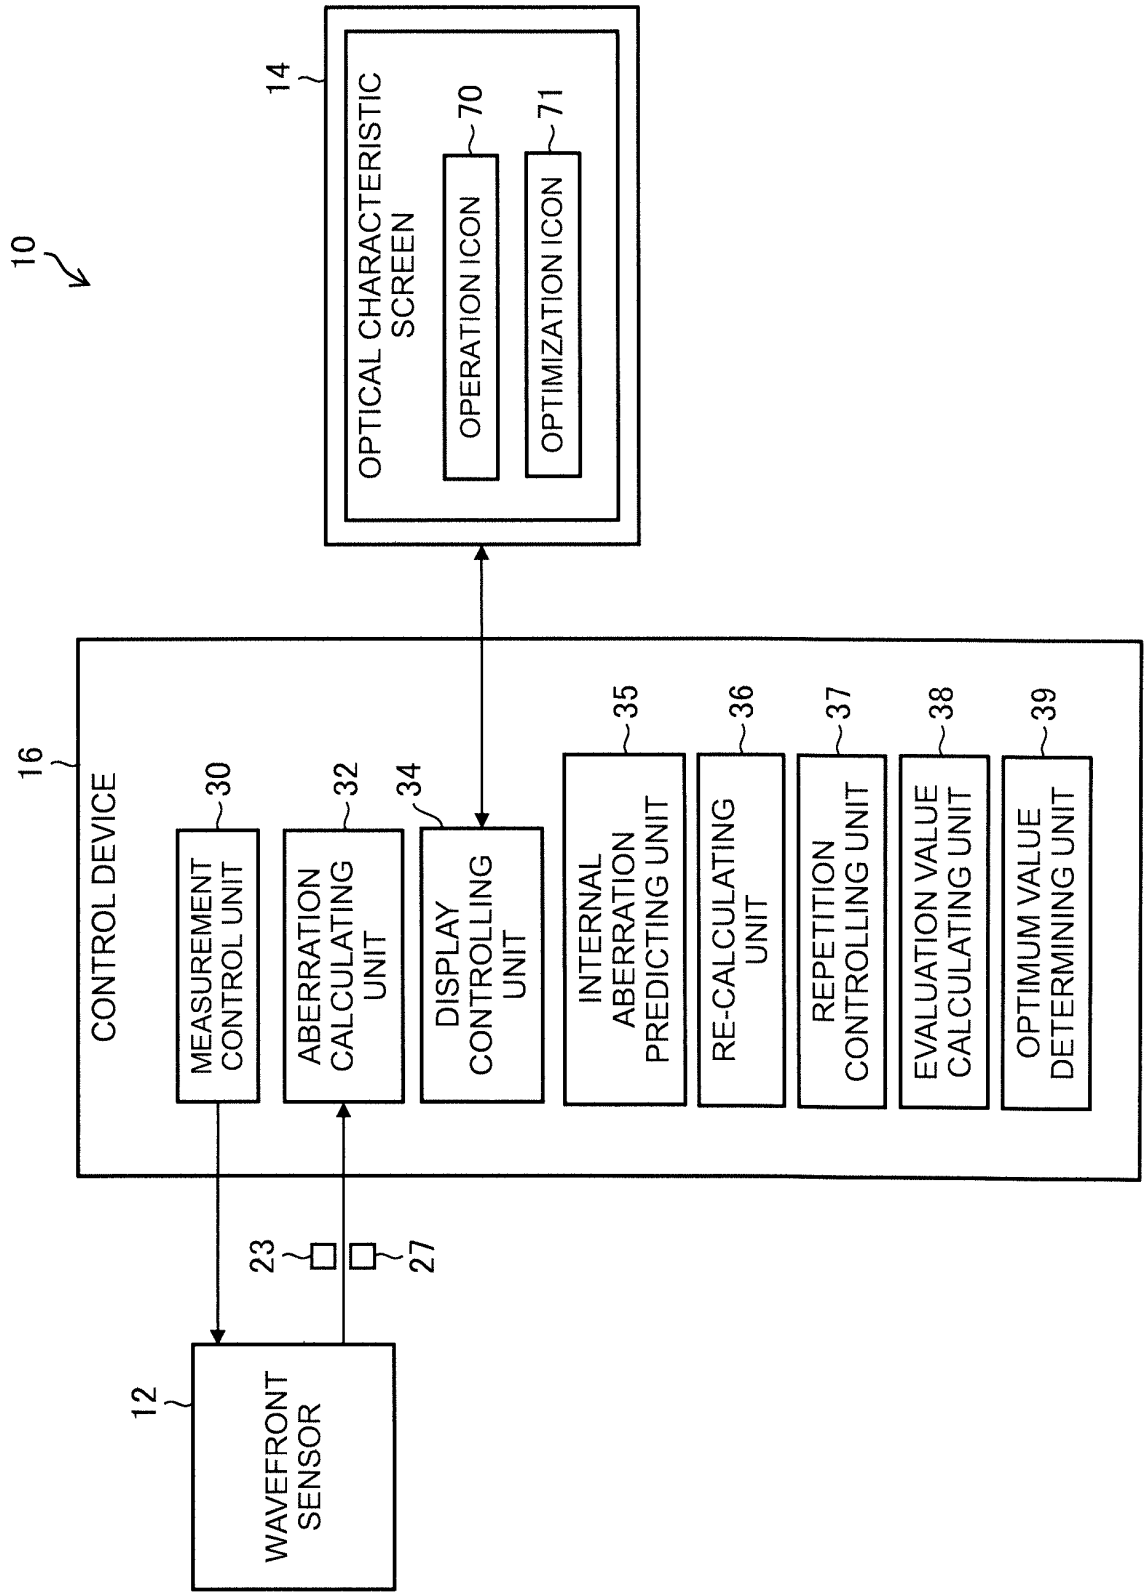 10
12
WAVEFRONT
SENSOR
23
27
16
CONTROL DEVICE
30
MEASUREMENT
CONTROL UNIT
32
ABERRATION
CALCULATING
UNIT
34
DISPLAY
CONTROLLING
UNIT
35
INTERNAL
ABERRATION
PREDICTING UNIT
36
RE-CALCULATING
UNIT
37
REPETITION
CONTROLLING UNIT
38
EVALUATION VALUE
CALCULATING UNIT
39
OPTIMUM VALUE
DETERMINING UNIT
14
OPTICAL CHARACTERISTIC
SCREEN
OPERATION ICON
70
OPTIMIZATION ICON
71